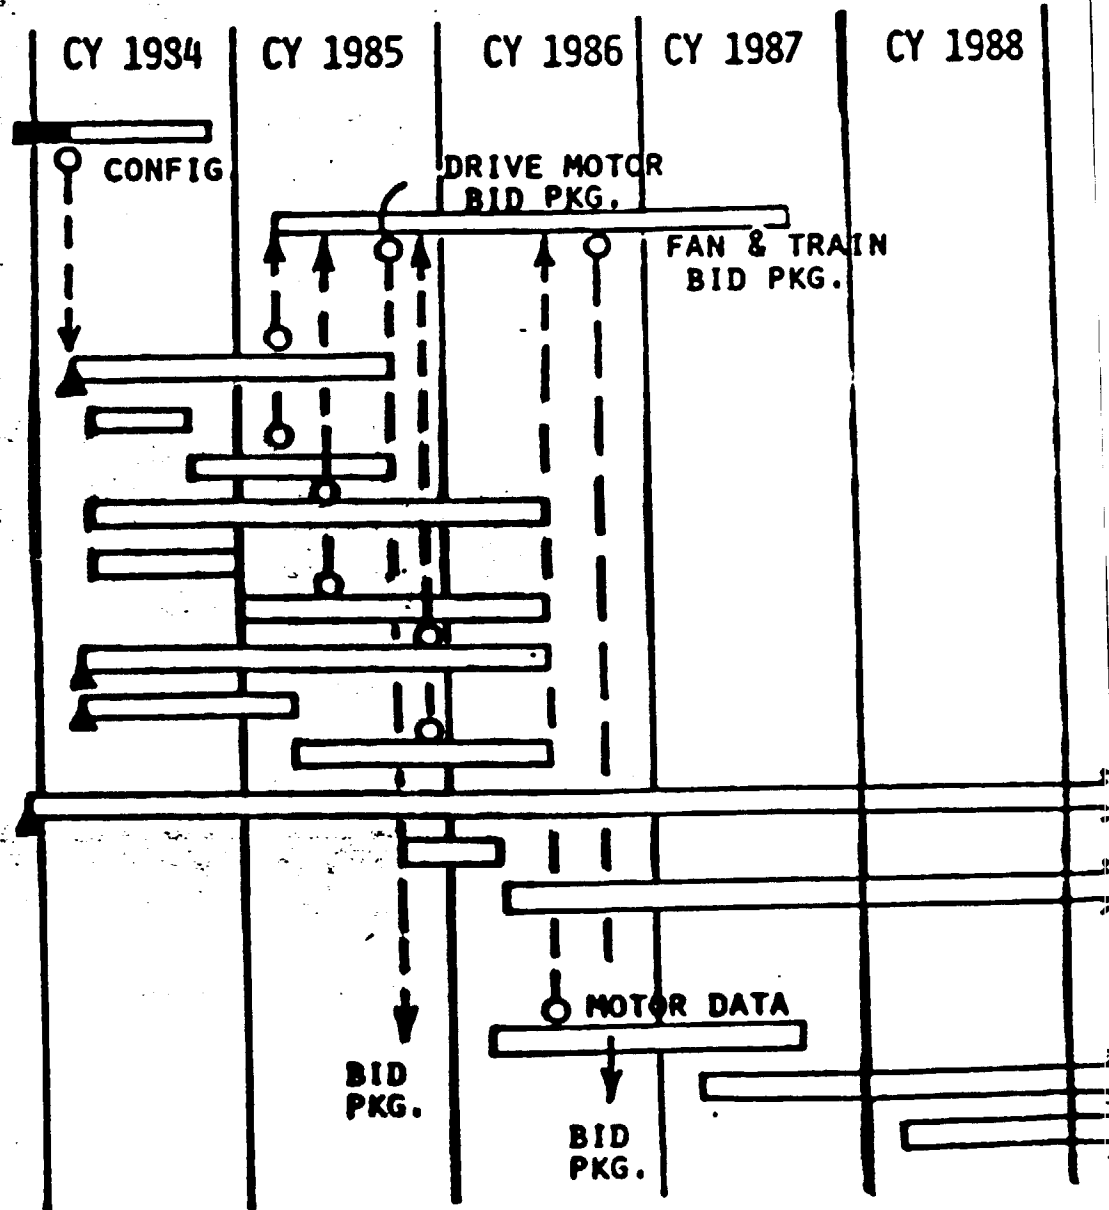 CY 1984 CY 1985 CY 1986 CY 1987 CY 1988
CONFIG
DRIVE MOTOR
BID PKG.
FAN & TRAIN
BID PKG.
MOTOR DATA
BID
PKG.
BID
PKG.